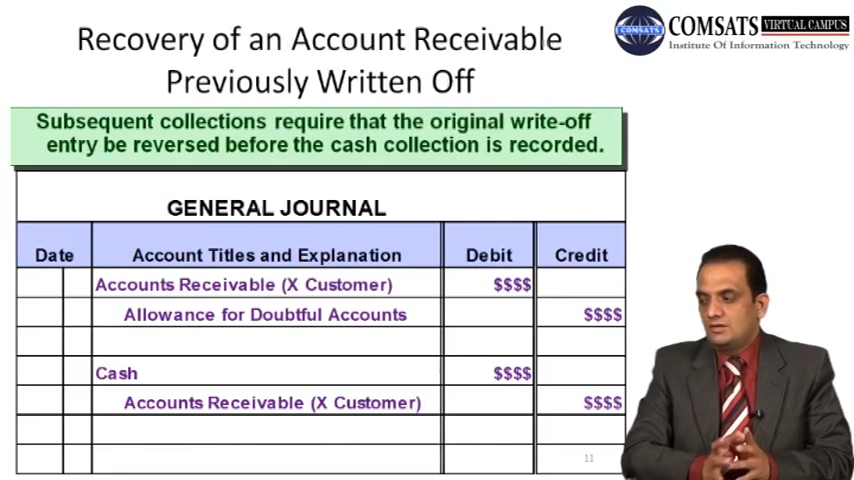 Recovery of an Account Receivable
Previously Written Off
COMSATS
COMSATS VIRTUAL CAMPUS
Institute Of Information Technology
Subsequent collections require that the original write-off
entry be reversed before the cash collection is recorded.
GENERAL JOURNAL
Date Account Titles and Explanation Debit Credit
Accounts Receivable (X Customer) $$$$
Allowance for Doubtful Accounts $$$$
Cash $$$$
Accounts Receivable (X Customer) $$$$
11